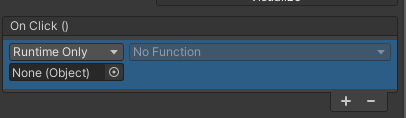 On Click ()
Runtime Only No Function
None (Object)
+ −